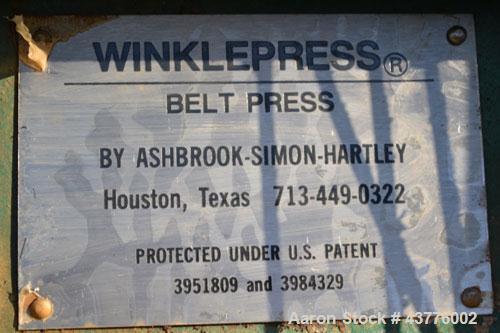 WINKLEPRESS®
BELT PRESS
BY ASHBROOK-SIMON-HARTLEY
Houston, Texas 713-449-0322
PROTECTED UNDER U.S. PATENT
3951809 and 3984329
Aaron Stock # 43776002